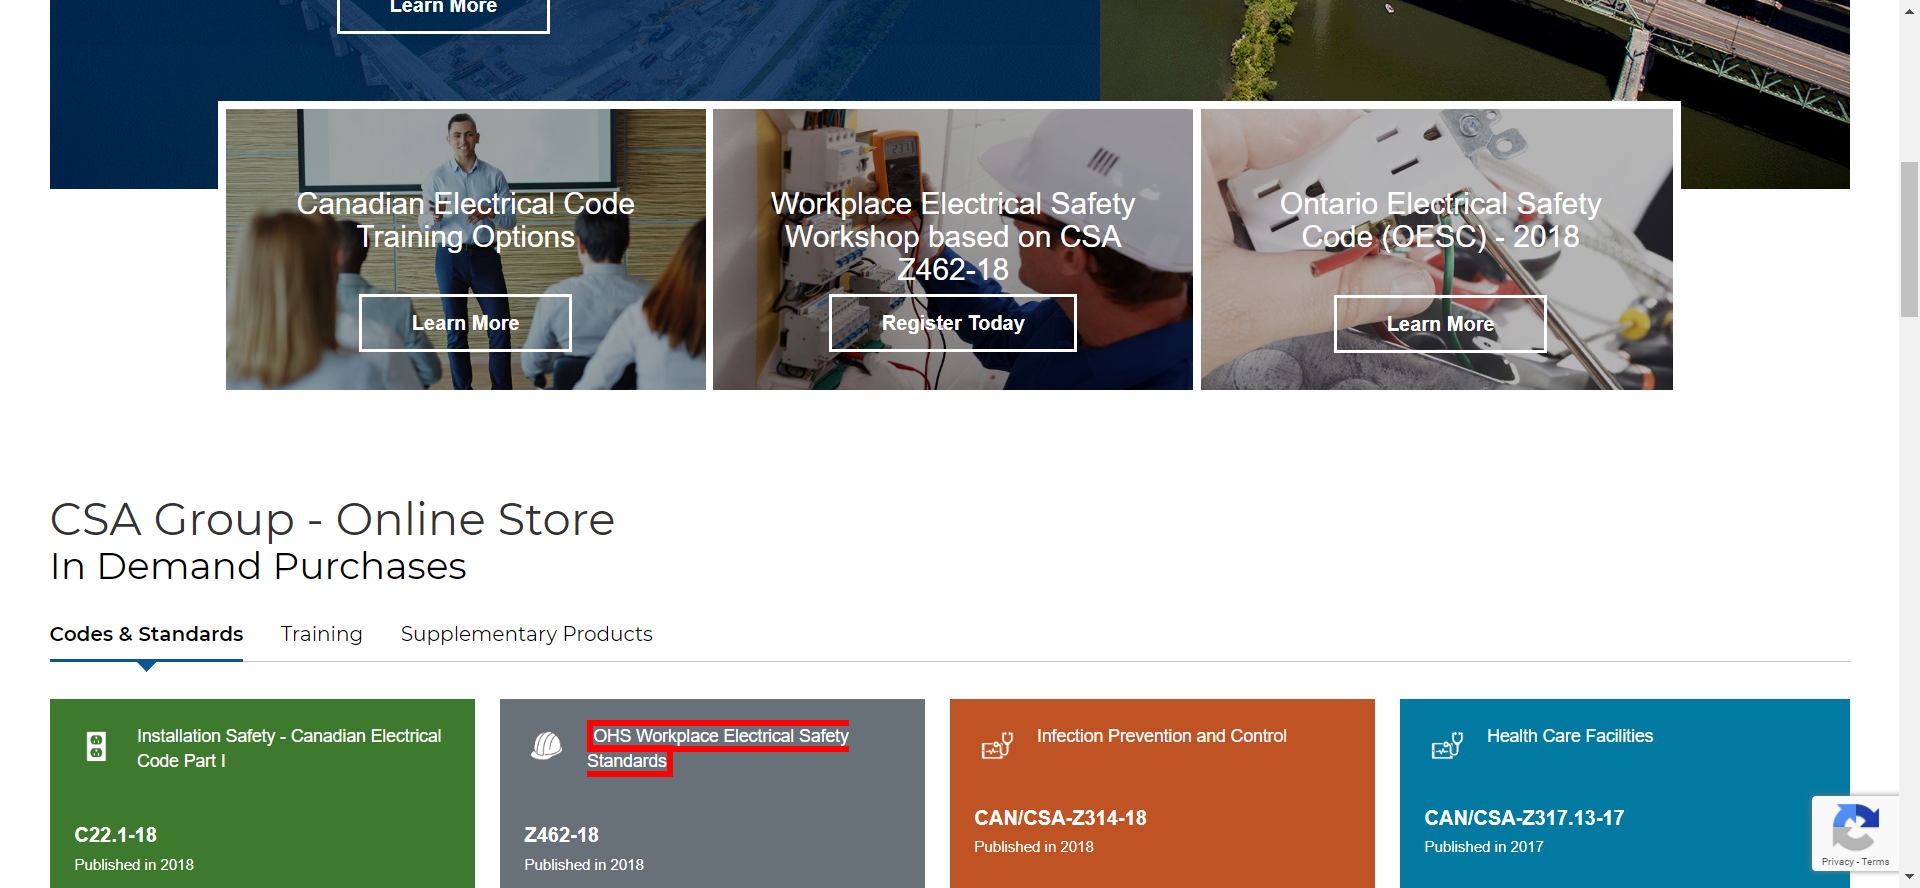 Learn More
Canadian Electrical Code
Training Options
Learn More
Workplace Electrical Safety
Workshop based on CSA
Z462-18
Register Today
Ontario Electrical Safety
Code (OESC) - 2018
Learn More
CSA Group - Online Store
In Demand Purchases
Codes & Standards
Training
Supplementary Products
Installation Safety - Canadian Electrical
Code Part I
C22.1-18
Published in 2018
OHS Workplace Electrical Safety
Standards
Z462-18
Published in 2018
Infection Prevention and Control
CAN/CSA-Z314-18
Published in 2018
Health Care Facilities
CAN/CSA-Z317.13-17
Published in 2017
Privacy - Terms